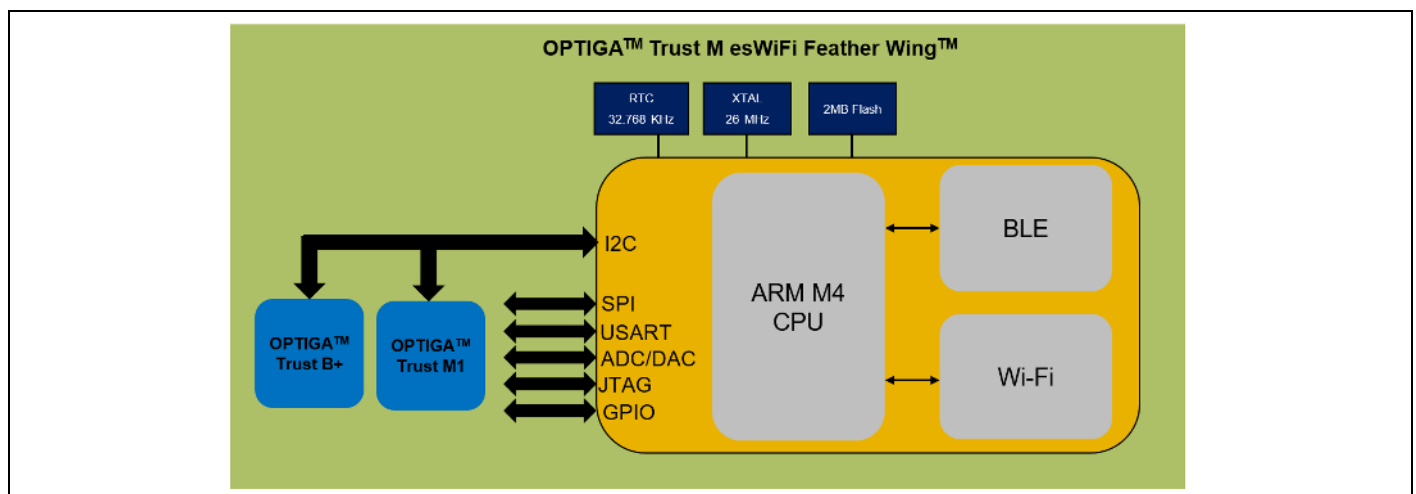 OPTIGA™ Trust M esWiFi Feather Wing™
RTC
32.768 KHz
XTAL
26 MHz
2MB Flash
I2C
SPI
USART
ADC/DAC
JTAG
GPIO
ARM M4
CPU
BLE
Wi-Fi
OPTIGA™
Trust B+
OPTIGA™
Trust M1